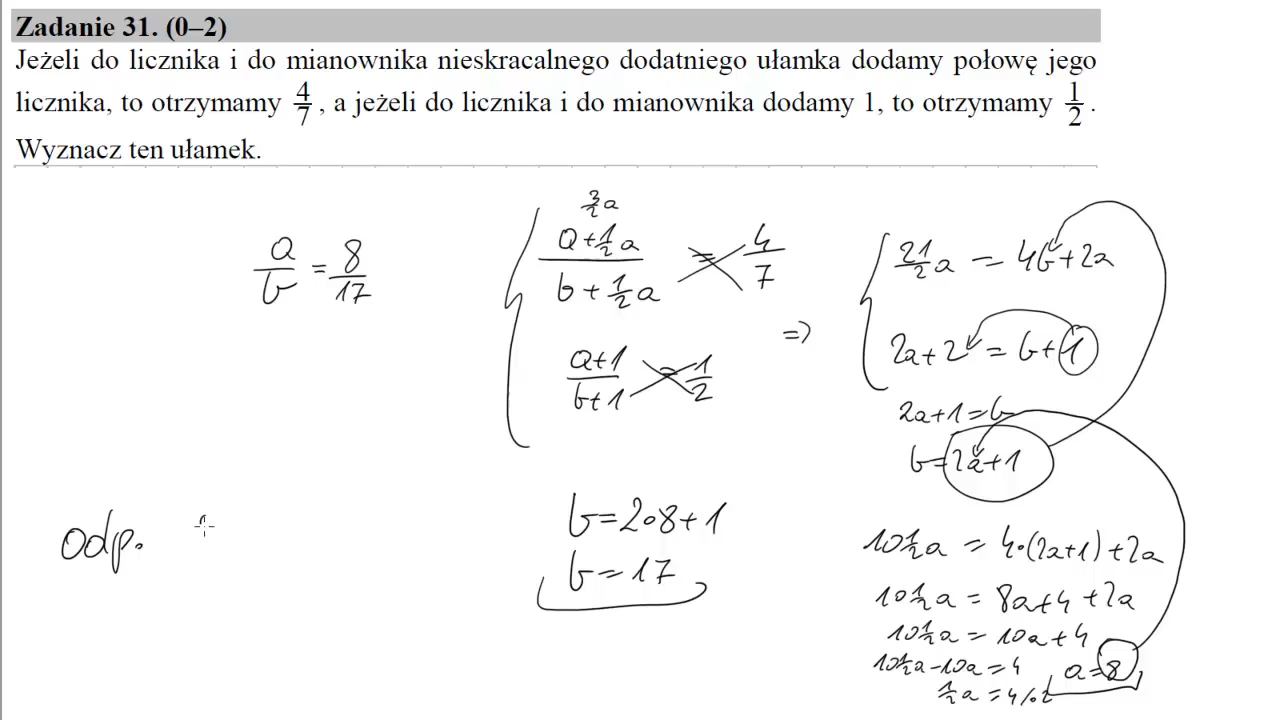 Zadanie 31. (0–2)
Jeżeli do licznika i do mianownika nieskracalnego dodatniego ułamka dodamy połowę jego
licznika, to otrzymamy 4/7, a jeżeli do licznika i do mianownika dodamy 1, to otrzymamy 1/2.
Wyznacz ten ułamek.
a/b = 8/17
3/2a
a+1/2a / b+1/2a = 4/7
a+1 / b+1 = 1/2
=>
21/2a = 4b+2a
2a+2 = b+1
2a+1=b
b=2a+1
10 1/2a = 4•(2a+1)+2a
10 1/2a = 8a+4+2a
10 1/2a = 10a+4
10 1/2a-10a=4
1/2a=4/•2
a=8
b=2•8+1
b=17
odp.